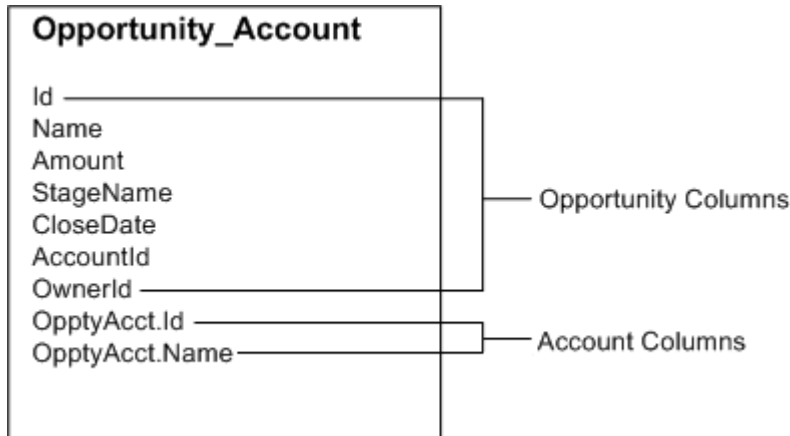 Opportunity_Account
Id
Name
Amount
StageName
CloseDate
AccountId
OwnerId
OpptyAcct.Id
OpptyAcct.Name
Opportunity Columns
Account Columns